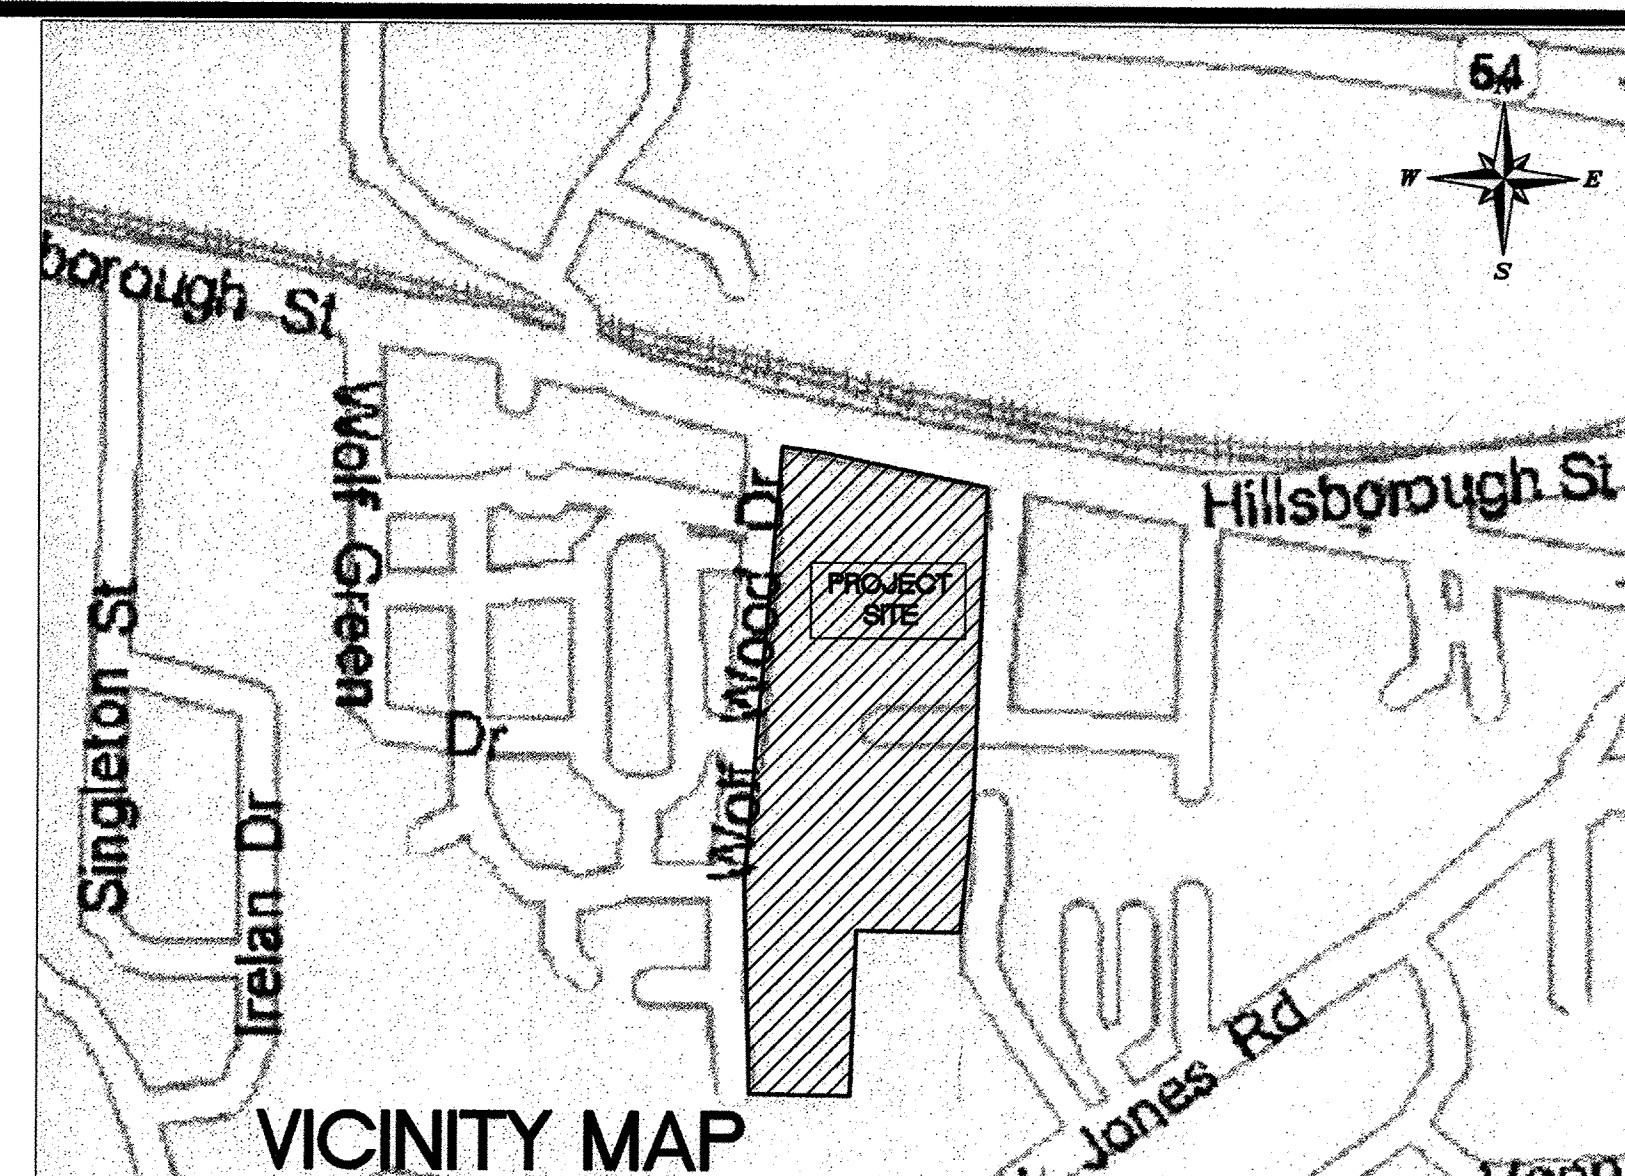 54
N
W E
S
borough St
Hillsborough St
Wolf Green
Dr
Wolf Wood Dr
PROJECT
SITE
Singleton St
Irelan Dr
Jones Rd
VICINITY MAP